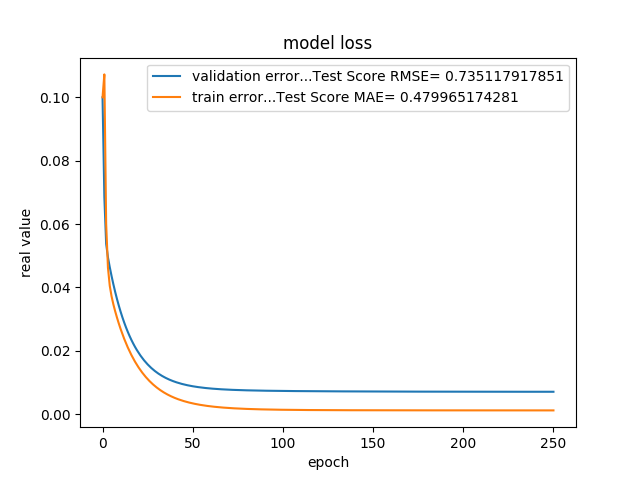 model loss
validation error...Test Score RMSE= 0.735117917851
train error...Test Score MAE= 0.479965174281
real value
0.10
0.08
0.06
0.04
0.02
0.00
0 50 100 150 200 250
epoch